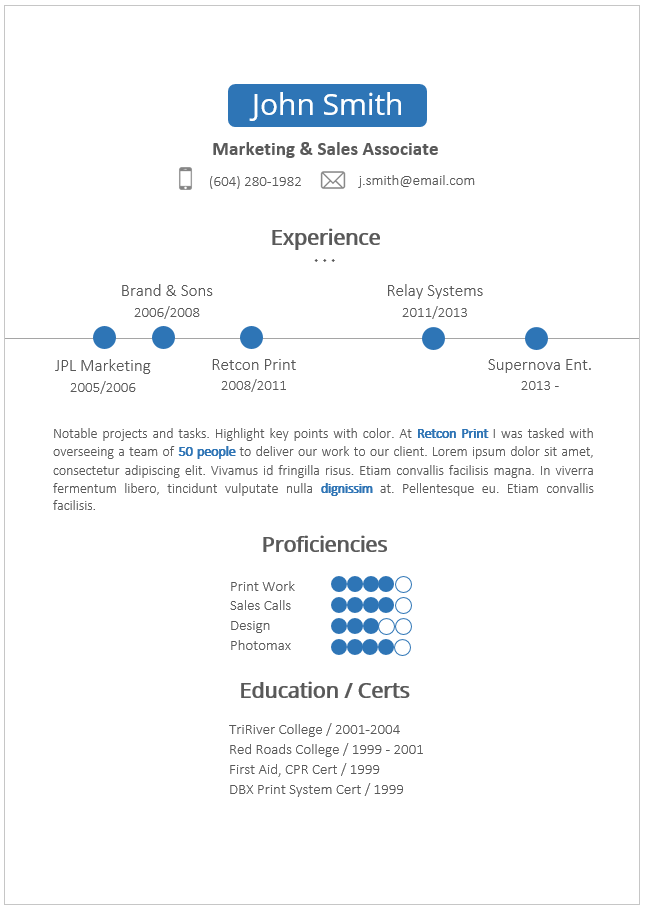 John Smith
Marketing & Sales Associate
(604) 280-1982 j.smith@email.com
Experience
Brand & Sons
2006/2008
Relay Systems
2011/2013
JPL Marketing
2005/2006
Retcon Print
2008/2011
Supernova Ent.
2013 -
Notable projects and tasks. Highlight key points with color. At Retcon Print I was tasked with
overseeing a team of 50 people to deliver our work to our client. Lorem ipsum dolor sit amet,
consectetur adipiscing elit. Vivamus id fringilla risus. Etiam convallis facilisis magna. In viverra
fermentum libero, tincidunt vulputate nulla dignissim at. Pellentesque eu. Etiam convallis
facilisis.
Proficiencies
Print Work
Sales Calls
Design
Photomax
Education / Certs
TriRiver College / 2001-2004
Red Roads College / 1999 - 2001
First Aid, CPR Cert / 1999
DBX Print System Cert / 1999